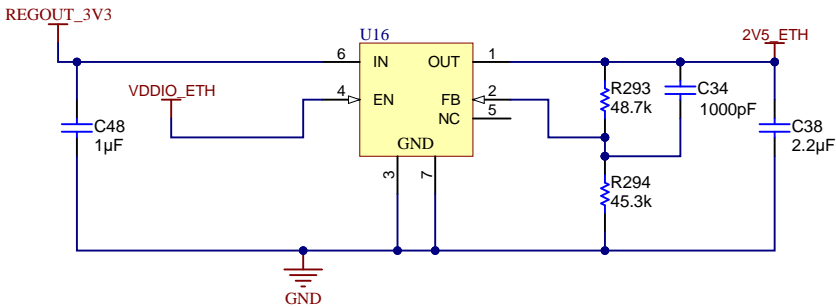 REGOUT_3V3
U16
2V5_ETH
6
IN
OUT
1
VDDIO_ETH
4
EN
FB
2
NC
5
GND
3
7
R293
48.7k
C34
1000pF
C48
1µF
C38
2.2µF
R294
45.3k
GND